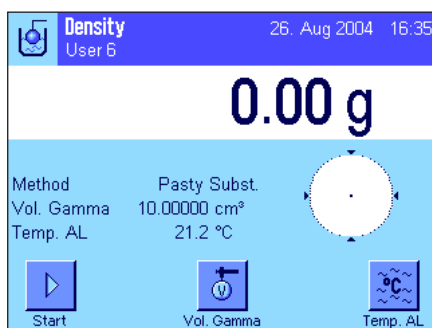 Density
User 6
26. Aug 2004 16:35
0.00 g
Method Pasty Subst.
Vol. Gamma 10.00000 cm³
Temp. AL 21.2 °C
V °C
Start Vol. Gamma Temp. AL